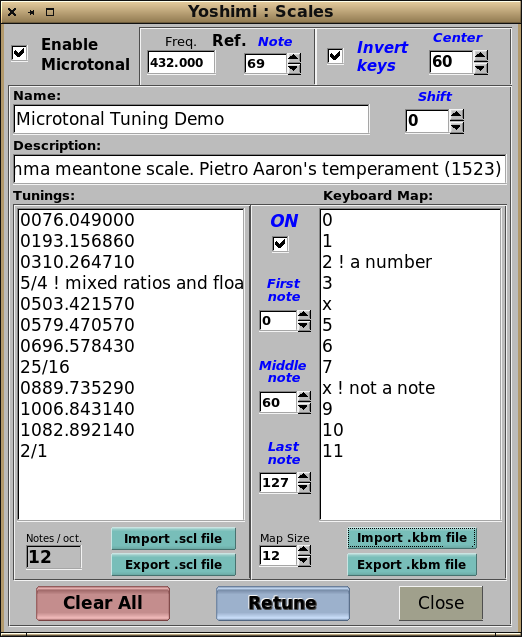 Yoshimi : Scales
Enable
Microtonal
Freq.
Ref.
Note
432.000
69
Invert
keys
Center
60
Name:
Microtonal Tuning Demo
Shift
0
Description:
meantone scale. Pietro Aaron's temperament (1523)
Tunings:
0076.049000
0193.156860
0310.264710
5/4 ! mixed ratios and floa
0503.421570
0579.470570
0696.578430
25/16
0889.735290
1006.843140
1082.892140
2/1
Notes / oct.
12
Import .scl file
Export .scl file
ON
First
note
0
Middle
note
60
Last
note
127
Map Size
12
Keyboard Map:
0
1
2 ! a number
3
x
5
6
7
x ! not a note
9
10
11
Import .kbm file
Export .kbm file
Clear All
Retune
Close